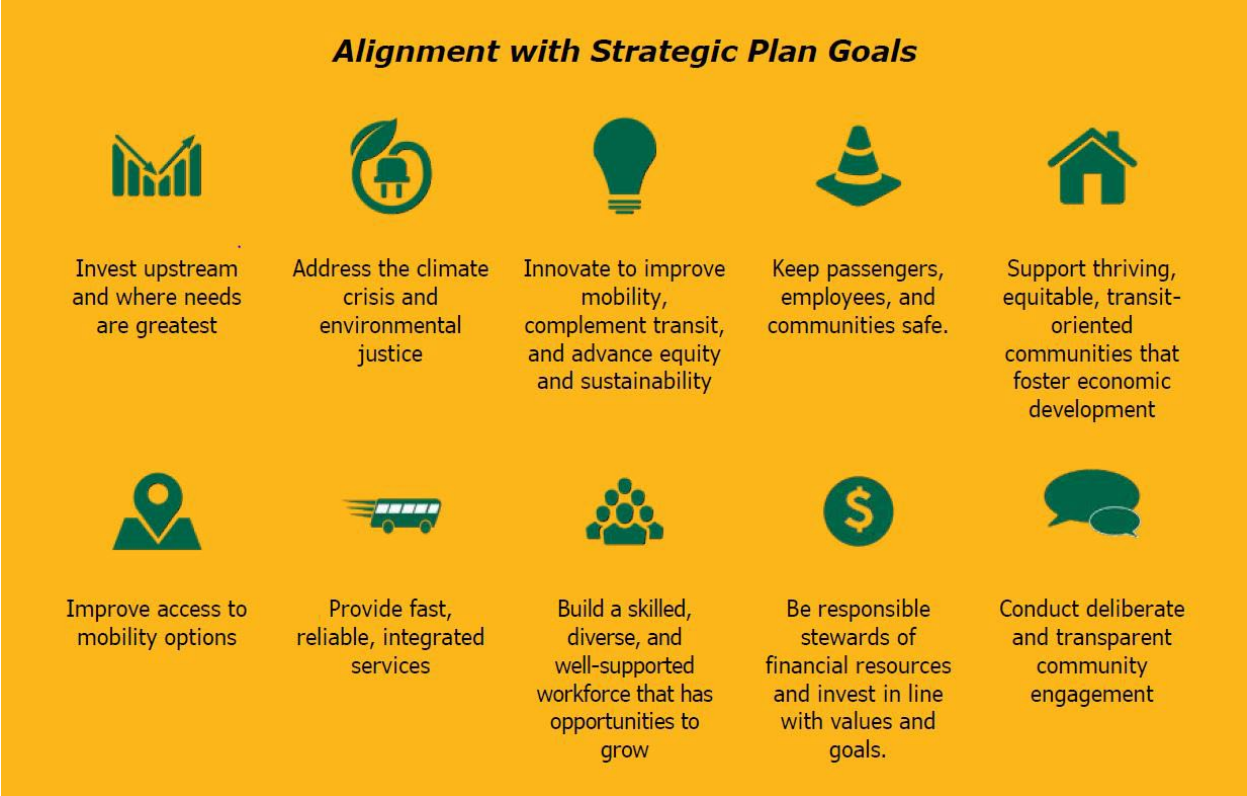 Alignment with Strategic Plan Goals
Invest upstream
and where needs
are greatest
Address the climate
crisis and
environmental
justice
Innovate to improve
mobility,
complement transit,
and advance equity
and sustainability
Keep passengers,
employees, and
communities safe.
Support thriving,
equitable, transit-
oriented
communities that
foster economic
development
Improve access to
mobility options
Provide fast,
reliable, integrated
services
Build a skilled,
diverse, and
well-supported
workforce that has
opportunities to
grow
$
Be responsible
stewards of
financial resources
and invest in line
with values and
goals.
Conduct deliberate
and transparent
community
engagement